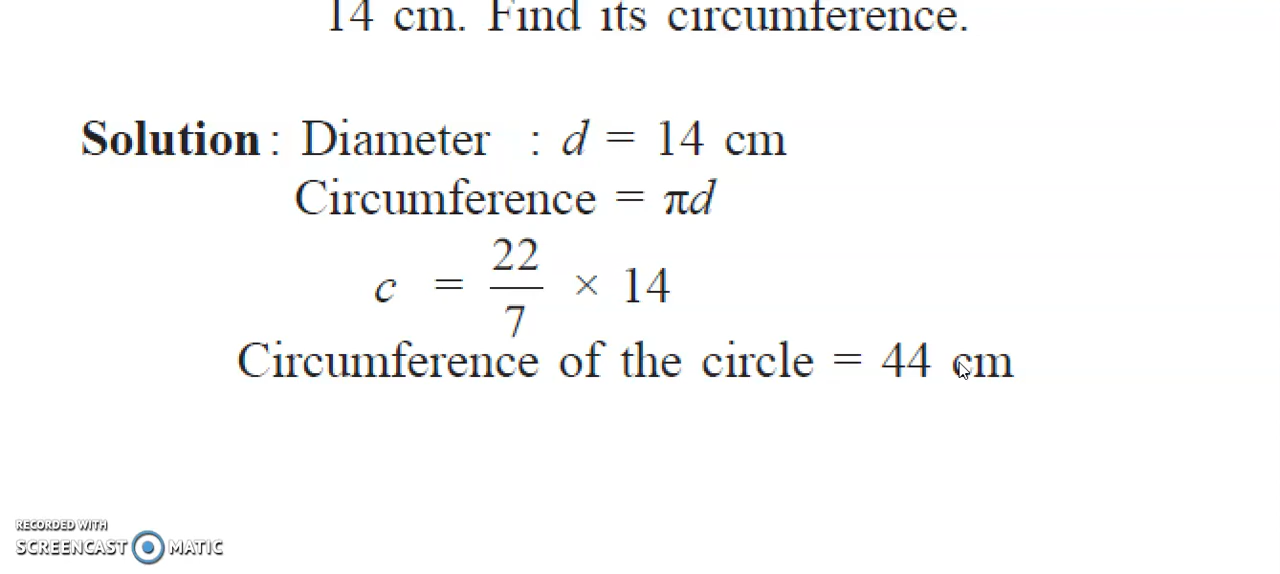 14 cm. Find its circumference.
Solution : Diameter : d = 14 cm
Circumference = πd
c = 22/7 × 14
Circumference of the circle = 44 cm
RECORDED WITH
SCREENCAST MATIC